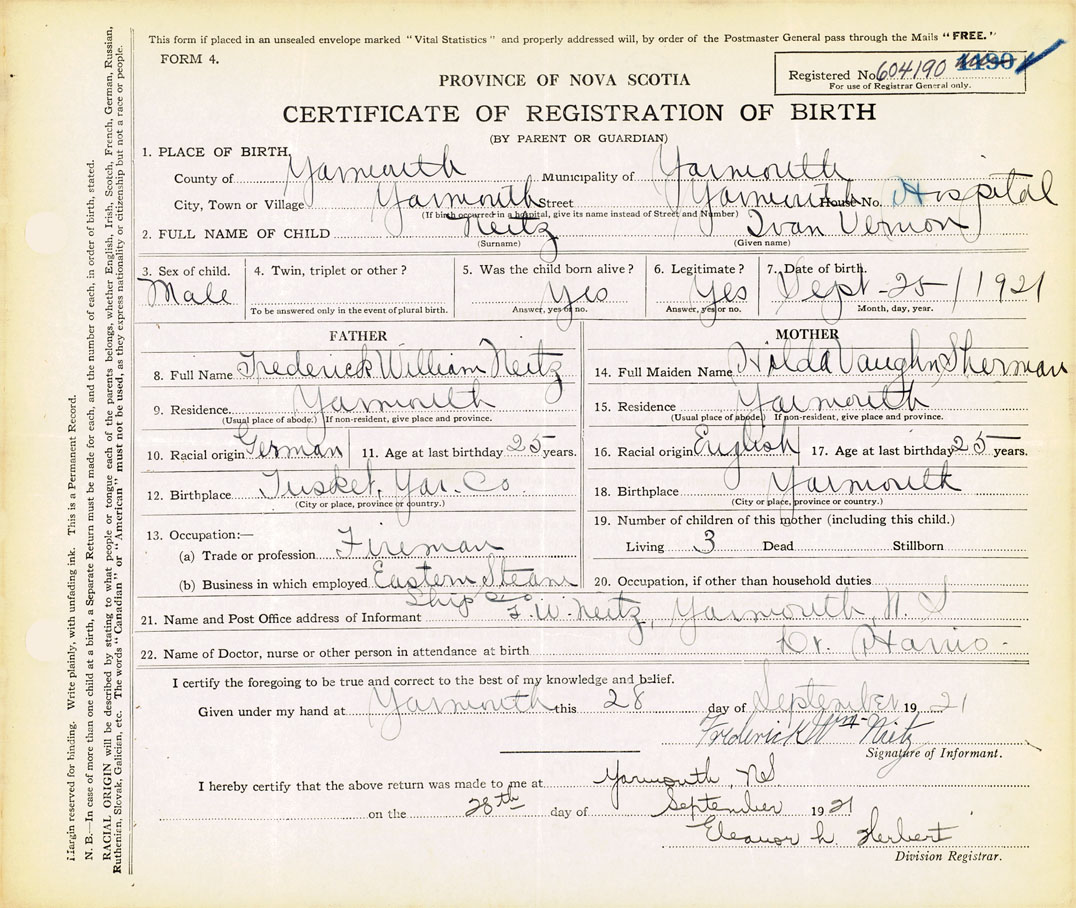 This form if placed in an unsealed envelope marked "Vital Statistics" and properly addressed will, by order of the Postmaster General pass through the Mails "FREE."
FORM 4.
Registered No. 604190 4190
For use of Registrar General only.
PROVINCE OF NOVA SCOTIA
CERTIFICATE OF REGISTRATION OF BIRTH
(BY PARENT OR GUARDIAN)
1. PLACE OF BIRTH,
County of Yarmouth Municipality of Yarmouth
City, Town or Village Yarmouth Street Yarmouth House No. Hospital
(If birth occurred in a hospital, give its name instead of Street and Number)
2. FULL NAME OF CHILD Neitz Ivan Vernon
(Surname) (Given name)
3. Sex of child. Male
4. Twin, triplet or other?
To be answered only in the event of plural birth.
5. Was the child born alive? Yes
Answer, yes or no.
6. Legitimate? Yes
Answer, yes or no.
7. Date of birth. Sept - 25 / 1921
Month, day, year.
FATHER
8. Full Name Frederick William Neitz
9. Residence Yarmouth
(Usual place of abode.) If non-resident, give place and province.
10. Racial origin German 11. Age at last birthday 25 years.
12. Birthplace Tusket, Yar. Co.
(City or place, province or country.)
13. Occupation:—
(a) Trade or profession Fireman
(b) Business in which employed Eastern Steam
Ship Co
MOTHER
14. Full Maiden Name Hilda Vaughn Sherman
15. Residence Yarmouth
(Usual place of abode.) If non-resident, give place and province.
16. Racial origin English 17. Age at last birthday 25 years.
18. Birthplace Yarmouth
(City or place, province or country.)
19. Number of children of this mother (including this child.)
Living 3 Dead Stillborn
20. Occupation, if other than household duties
21. Name and Post Office address of Informant F. W. Neitz, Yarmouth, N. S
22. Name of Doctor, nurse or other person in attendance at birth Dr.
I certify the foregoing to be true and correct to the best of my knowledge and belief.
Given under my hand at Yarmouth this 28 day of September 19 21
Frederick Wm Neitz
Signature of Informant.
I hereby certify that the above return was made to me at Yarmouth, NS
on the 28th day of September 19 21
Eleanor h. Herbert
Division Registrar.
Margin reserved for binding. Write plainly, with unfading ink. This is a Permanent Record.
N. B.—In case of more than one child at a birth, a Separate Return must be made for each, and the number of each, in order of birth, stated.
RACIAL ORIGIN will be described by stating to what people or tongue each of the parents belongs, whether English, Irish, Scotch, French, German, Russian,
Ruthenian, Slovak, Galician, etc. The words "Canadian" or "American" must not be used, as they express nationality or citizenship but not a race or people.